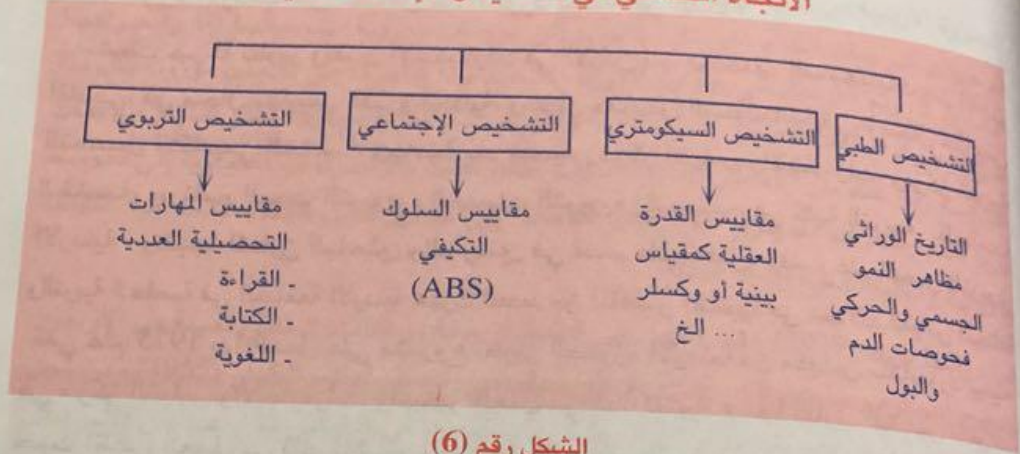 التشخيص الطبي
التاريخ الوراثي
مظاهر النمو
الجسمي والحركي
فحوصات الدم
والبول
التشخيص السيكومتري
مقاييس القدرة
العقلية كمقياس
بينية أو وكسلر
... الخ
التشخيص الإجتماعي
مقاييس السلوك
التكيفي
(ABS)
التشخيص التربوي
مقاييس المهارات
التحصيلية العددية
- القراءة
- الكتابة
- اللغوية
الشكل رقم (6)